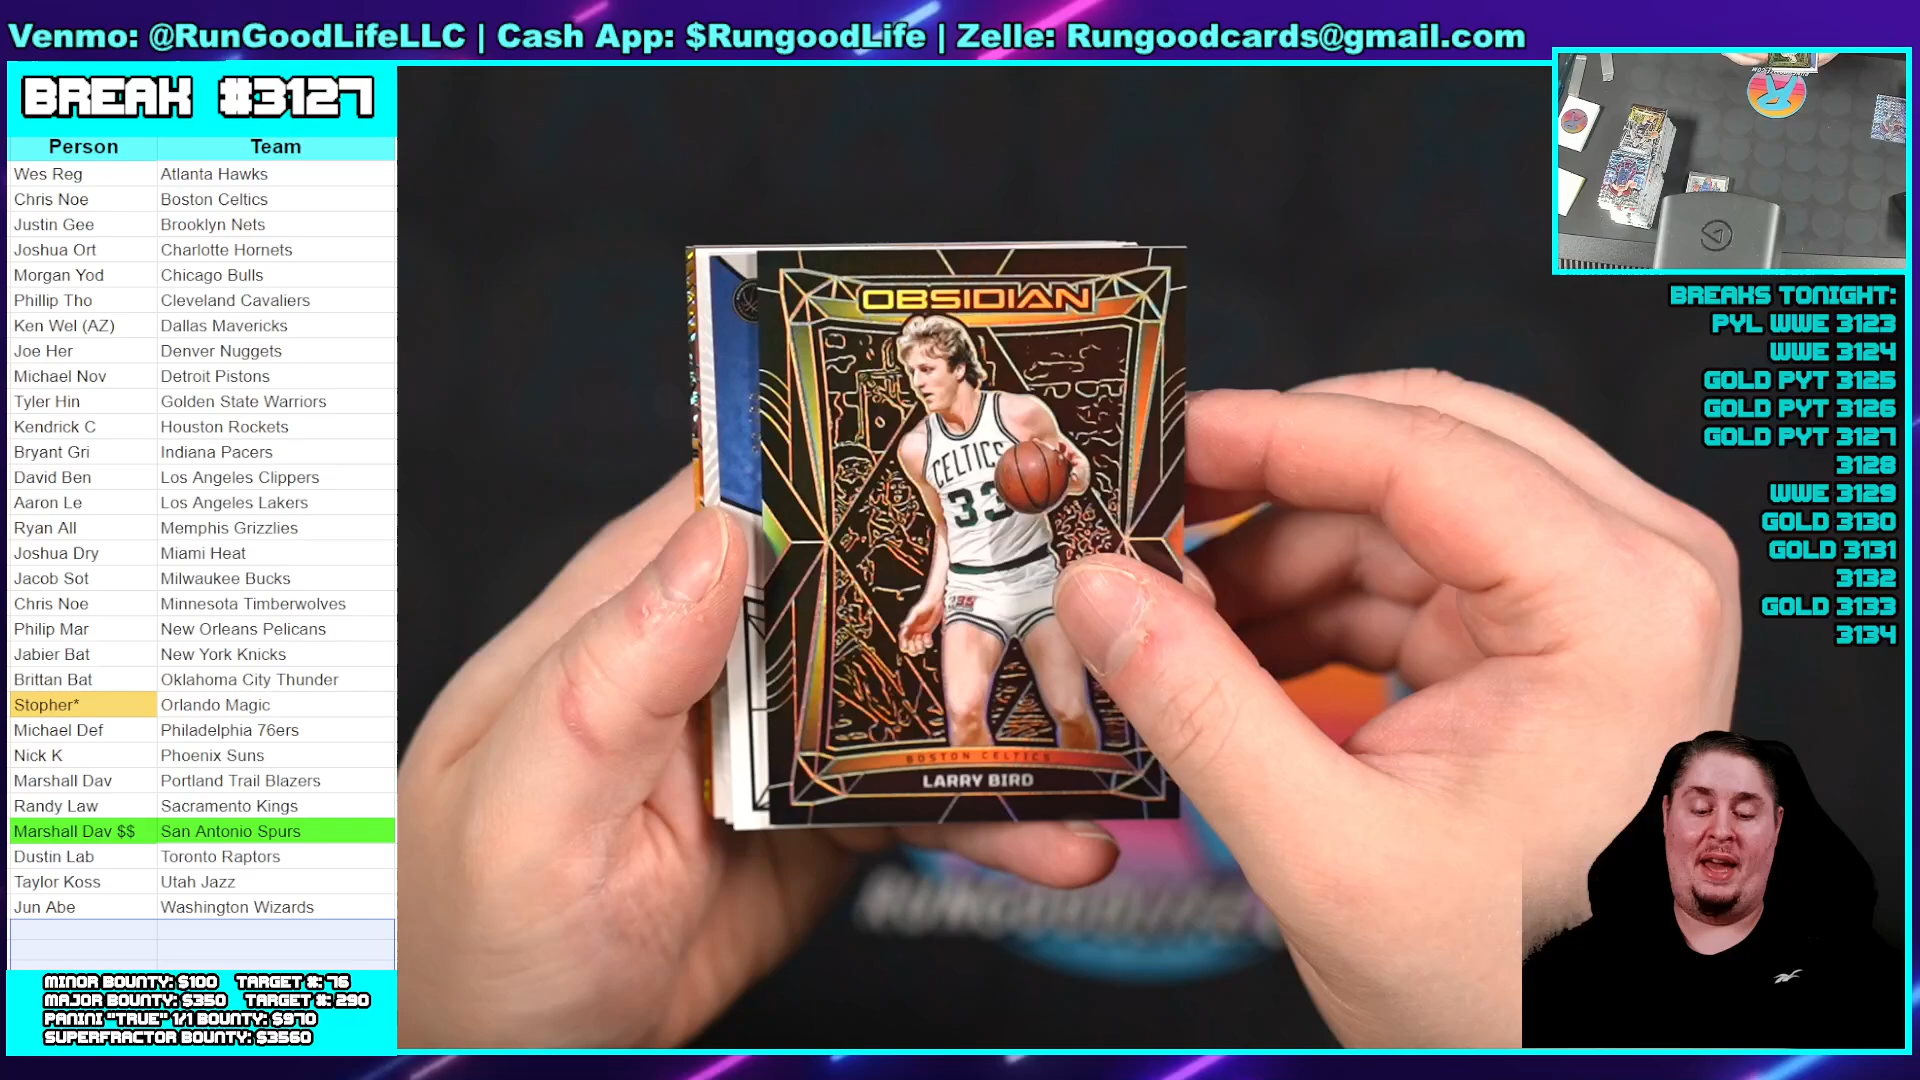 Venmo: @RunGoodLifeLLC | Cash App: $RungoodLife | Zelle: Rungoodcards@gmail.com
BREAK #3127
Person Team
Wes Reg Atlanta Hawks
Chris Noe Boston Celtics
Justin Gee Brooklyn Nets
Joshua Ort Charlotte Hornets
Morgan Yod Chicago Bulls
Phillip Tho Cleveland Cavaliers
Ken Wel (AZ) Dallas Mavericks
Joe Her Denver Nuggets
Michael Nov Detroit Pistons
Tyler Hin Golden State Warriors
Kendrick C Houston Rockets
Bryant Gri Indiana Pacers
David Ben Los Angeles Clippers
Aaron Le Los Angeles Lakers
Ryan All Memphis Grizzlies
Joshua Dry Miami Heat
Jacob Sot Milwaukee Bucks
Chris Noe Minnesota Timberwolves
Philip Mar New Orleans Pelicans
Jabier Bat New York Knicks
Brittan Bat Oklahoma City Thunder
Stopher* Orlando Magic
Michael Def Philadelphia 76ers
Nick K Phoenix Suns
Marshall Dav Portland Trail Blazers
Randy Law Sacramento Kings
Marshall Dav $$ San Antonio Spurs
Dustin Lab Toronto Raptors
Taylor Koss Utah Jazz
Jun Abe Washington Wizards
MINOR BOUNTY: $100 TARGET #: 76
MAJOR BOUNTY: $350 TARGET #: 290
PANINI "TRUE" 1/1 BOUNTY: $970
SUPERFRACTOR BOUNTY: $3560
OBSIDIAN
CELTICS
33
BOSTON CELTICS
LARRY BIRD
BREAKS TONIGHT:
PYL WWE 3123
WWE 3124
GOLD PYT 3125
GOLD PYT 3126
GOLD PYT 3127
3128
WWE 3129
GOLD 3130
GOLD 3131
3132
GOLD 3133
3134